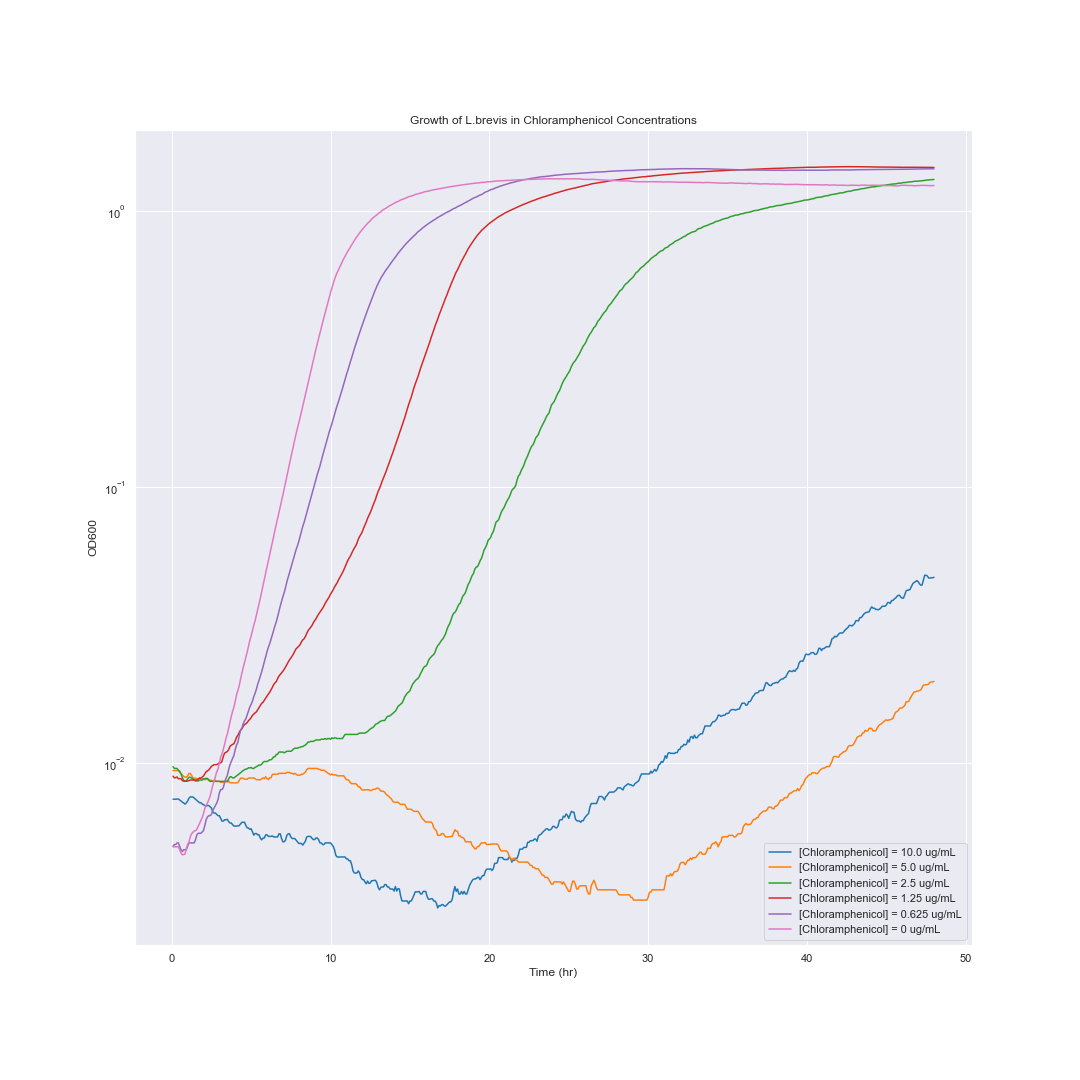 Growth of L.brevis in Chloramphenicol Concentrations
OD600
10⁰
10⁻¹
10⁻²
[Chloramphenicol] = 10.0 ug/mL
[Chloramphenicol] = 5.0 ug/mL
[Chloramphenicol] = 2.5 ug/mL
[Chloramphenicol] = 1.25 ug/mL
[Chloramphenicol] = 0.625 ug/mL
[Chloramphenicol] = 0 ug/mL
0 10 20 30 40 50
Time (hr)